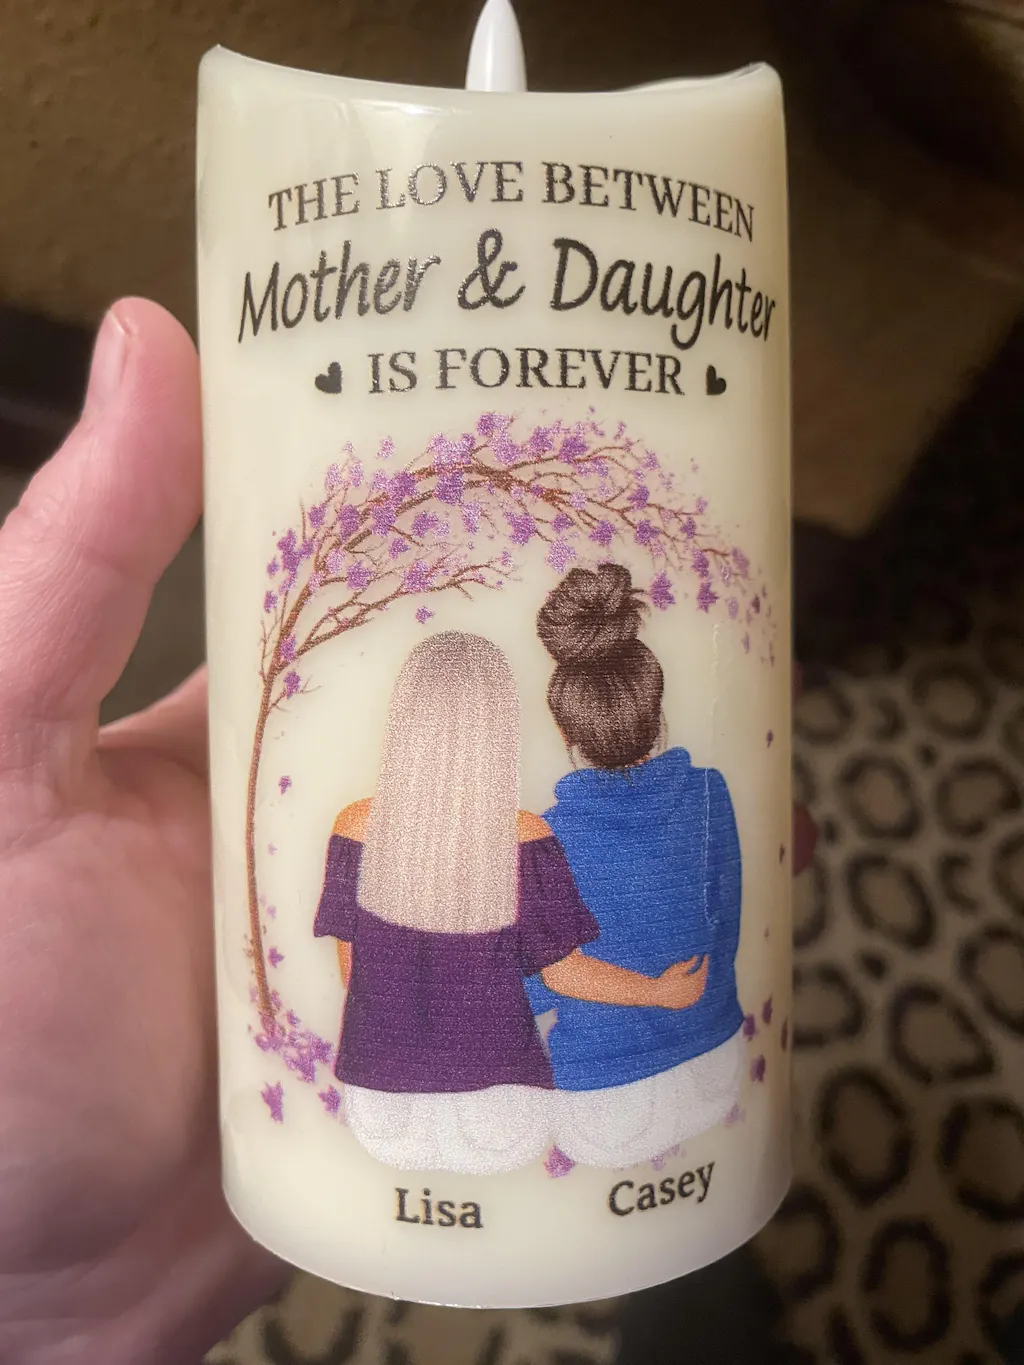 THE LOVE BETWEEN
Mother & Daughter
IS FOREVER
Lisa Casey